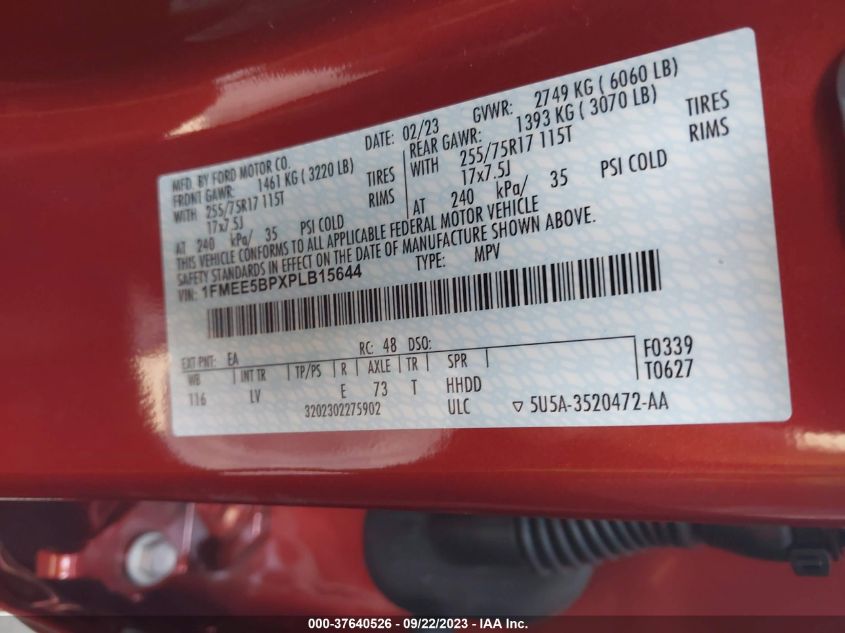 MFD. BY FORD MOTOR CO.
DATE: 02/23
GVWR: 2749 KG ( 6060 LB)
FRONT GAWR: 1461 KG ( 3220 LB)
REAR GAWR: 1393 KG ( 3070 LB)
WITH 255/75R17 115T TIRES
WITH 255/75R17 115T TIRES
17x7.5J RIMS
17x7.5J RIMS
AT 240 kPa/ 35 PSI COLD
AT 240 kPa/ 35 PSI COLD
THIS VEHICLE CONFORMS TO ALL APPLICABLE FEDERAL MOTOR VEHICLE
SAFETY STANDARDS IN EFFECT ON THE DATE OF MANUFACTURE SHOWN ABOVE.
VIN: 1FMEE5BPXPLB15644
TYPE: MPV
EXT PNT: EA RC: 48 DSO:
WB INT TR TP/PS R AXLE TR SPR
116 LV E 73 T HHDD
F0339
T0627
3202302275902 ULC ▽ 5U5A-3520472-AA
000-37640526 - 09/22/2023 - IAA Inc.